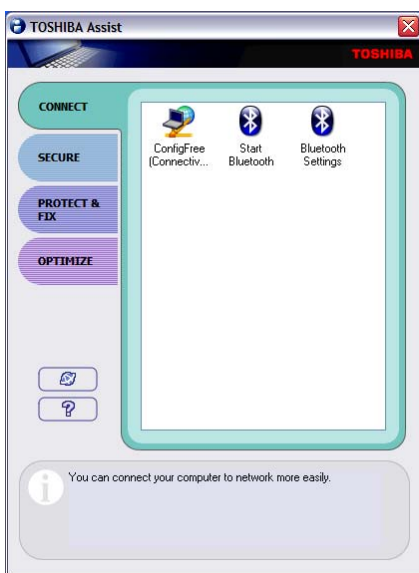 TOSHIBA Assist
TOSHIBA
CONNECT
SECURE
PROTECT &
FIX
OPTIMIZE
ConfigFree
(Connectiv...
Start
Bluetooth
Bluetooth
Settings
You can connect your computer to network more easily.